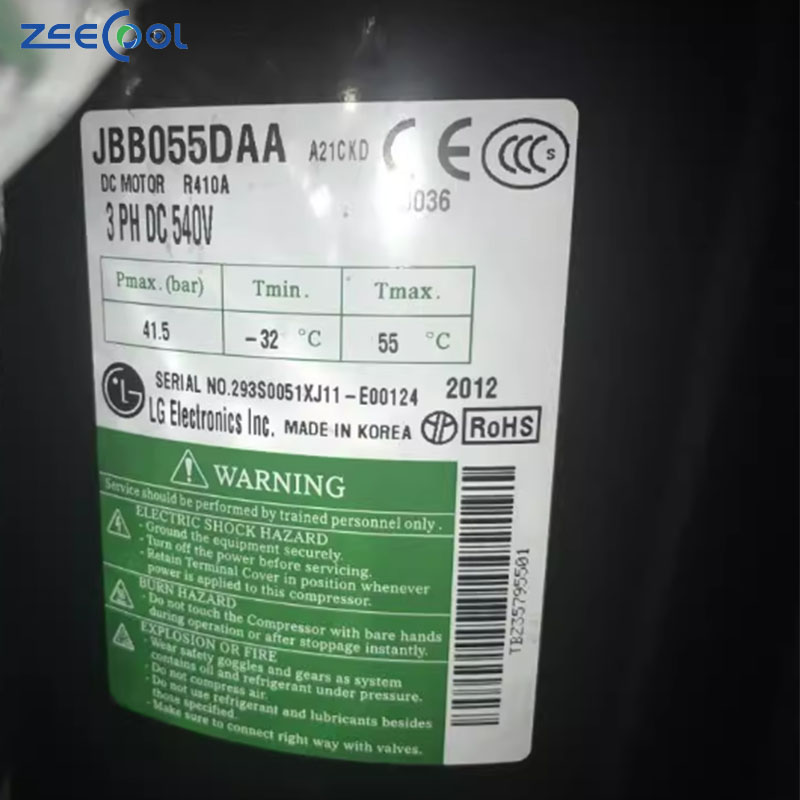 ZEECOOL
JBB055DAA A21CKD CE CCC S
DC MOTOR R410A 036
3 PH DC 540V
Pmax.(bar) Tmin. Tmax.
41.5 -32 °C 55 °C
SERIAL NO.293S0051XJ11-E00124 2012
LG LG Electronics Inc. MADE IN KOREA RoHS
WARNING
Service should be performed by trained personnel only.
ELECTRIC SHOCK HAZARD
- Ground the equipment securely.
- Turn off the power before servicing.
- Retain Terminal Cover in position whenever
power is applied to this compressor.
BURN HAZARD
- Do not touch the Compressor with bare hands
during operation or after stoppage instantly.
EXPLOSION OR FIRE
- Wear safety goggles and gears as system
contains oil and refrigerant under pressure.
- Do not compress air.
- Do not use refrigerant and lubricants besides
those specified.
- Make sure to connect right way with valves.
TBZ35795501